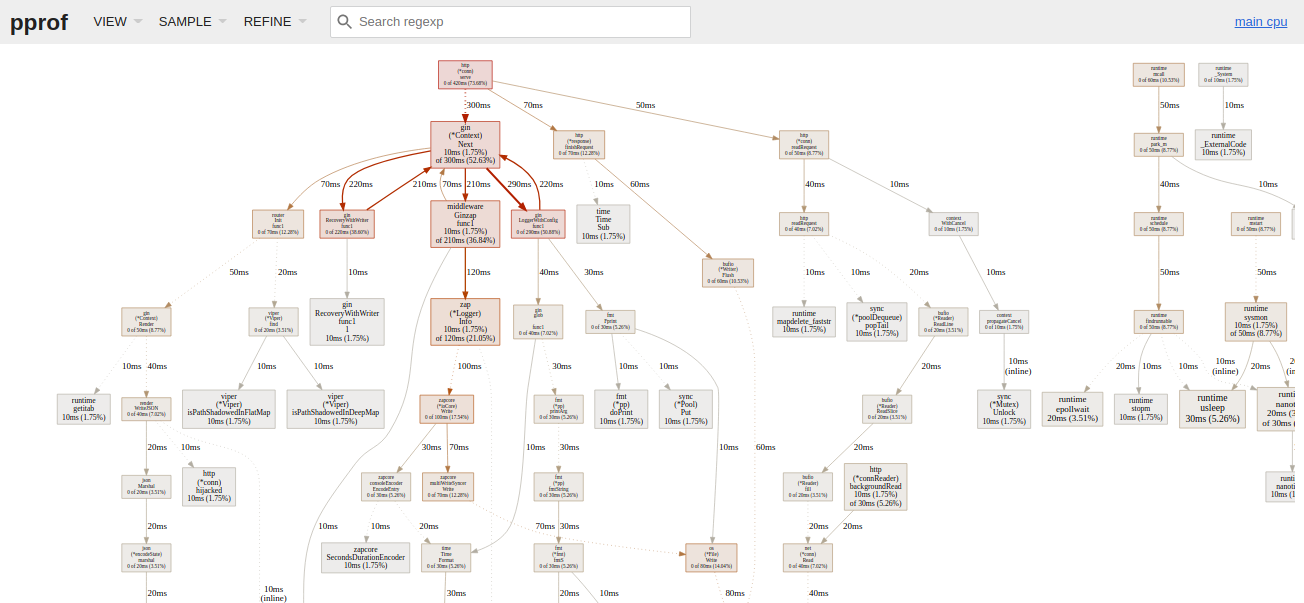 pprof VIEW SAMPLE REFINE Search regexp main cpu
http
(*conn)
serve
0 of 420ms (73.68%)
runtime
mcall
0 of 60ms (10.53%)
runtime
_System
0 of 10ms (1.75%)
300ms
70ms
50ms
50ms
10ms
gin
(*Context)
Next
10ms (1.75%)
of 300ms (52.63%)
http
(*response)
finishRequest
0 of 70ms (12.28%)
http
(*conn)
readRequest
0 of 50ms (8.77%)
runtime
park_m
0 of 50ms (8.77%)
runtime
_ExternalCode
10ms (1.75%)
70ms
220ms
210ms
70ms
210ms
290ms
220ms
10ms
60ms
40ms
10ms
40ms
10ms
router
Init
func1
0 of 70ms (12.28%)
gin
RecoveryWithWriter
func1
0 of 220ms (38.60%)
middleware
Ginzap
func1
10ms (1.75%)
of 210ms (36.84%)
gin
LoggerWithConfig
func1
0 of 290ms (50.88%)
time
Time
Sub
10ms (1.75%)
http
readRequest
0 of 40ms (7.02%)
context
WithCancel
0 of 10ms (1.75%)
runtime
schedule
0 of 50ms (8.77%)
runtime
mstart
0 of 50ms (8.77%)
50ms
20ms
10ms
120ms
40ms
30ms
bufio
(*Writer)
Flush
0 of 60ms (10.53%)
10ms
10ms
20ms
10ms
50ms
50ms
gin
(*Context)
Render
0 of 50ms (8.77%)
viper
(*Viper)
find
0 of 20ms (3.51%)
gin
RecoveryWithWriter
func1
1
10ms (1.75%)
zap
(*Logger)
Info
10ms (1.75%)
of 120ms (21.05%)
gin
glob
func1
0 of 40ms (7.02%)
fmt
Fprint
0 of 30ms (5.26%)
runtime
mapdelete_faststr
10ms (1.75%)
sync
(*poolDequeue)
popTail
10ms (1.75%)
bufio
(*Reader)
ReadLine
0 of 20ms (3.51%)
context
propagateCancel
0 of 10ms (1.75%)
runtime
findrunnable
0 of 50ms (8.77%)
runtime
sysmon
10ms (1.75%)
of 50ms (8.77%)
10ms
40ms
10ms
10ms
100ms
30ms
10ms
10ms
20ms
10ms
(inline)
20ms
10ms
10ms
10ms
(inline)
20ms
runtime
getitab
10ms (1.75%)
render
WriteJSON
0 of 40ms (7.02%)
viper
(*Viper)
isPathShadowedInFlatMap
10ms (1.75%)
viper
(*Viper)
isPathShadowedInDeepMap
10ms (1.75%)
zapcore
(*ioCore)
Write
0 of 100ms (17.54%)
fmt
(*pp)
printArg
0 of 30ms (5.26%)
fmt
(*pp)
doPrint
10ms (1.75%)
sync
(*Pool)
Put
10ms (1.75%)
bufio
(*Reader)
ReadSlice
0 of 20ms (3.51%)
sync
(*Mutex)
Unlock
10ms (1.75%)
runtime
epollwait
20ms (3.51%)
runtime
stopm
10ms (1.75%)
runtime
usleep
30ms (5.26%)
20ms
10ms
30ms
70ms
10ms
30ms
10ms
60ms
20ms
json
Marshal
0 of 20ms (3.51%)
http
(*conn)
hijacked
10ms (1.75%)
zapcore
consoleEncoder
EncodeEntry
0 of 30ms (5.26%)
zapcore
multiWriteSyncer
Write
0 of 70ms (12.28%)
fmt
(*pp)
fmtString
0 of 30ms (5.26%)
bufio
(*Reader)
fill
0 of 20ms (3.51%)
http
(*connReader)
backgroundRead
10ms (1.75%)
of 30ms (5.26%)
20ms
10ms
10ms
20ms
70ms
30ms
20ms
20ms
json
(*encodeState)
marshal
0 of 20ms (3.51%)
zapcore
SecondsDurationEncoder
10ms (1.75%)
time
Time
Format
0 of 30ms (5.26%)
fmt
(*fmt)
fmtS
0 of 30ms (5.26%)
os
(*File)
Write
0 of 80ms (14.04%)
net
(*conn)
Read
0 of 40ms (7.02%)
20ms
10ms
(inline)
30ms
20ms
10ms
80ms
40ms